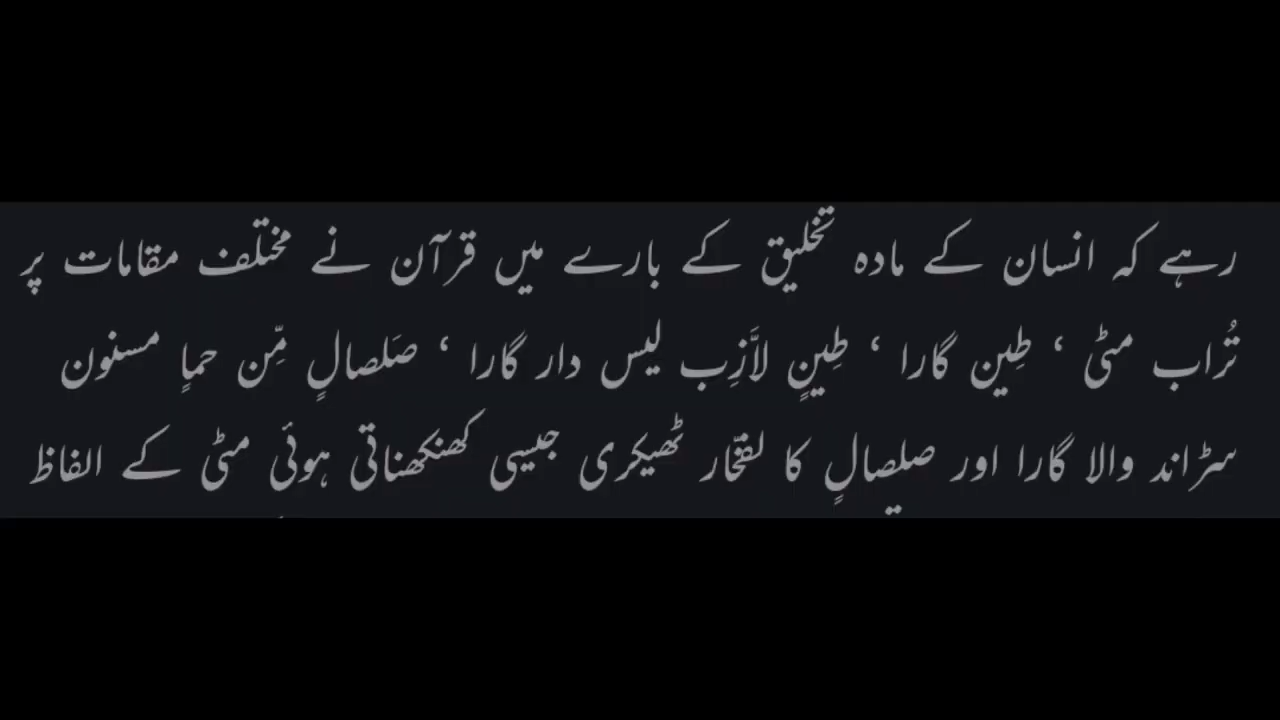 رہے کہ انسان کے مادہ تخلیق کے بارے میں قرآن نے مختلف مقامات پر
تُراب مٹی ‘ طِین گارا ‘ طِینٍ لاَّزِب لیس دار گارا ‘ صَلصالٍ مِّن حماٍ مسنون
سڑاند والا گارا اور صلصالٍ کا لفخّار ٹھیکری جیسی کھنکھناتی ہوئی مٹی کے الفاظ